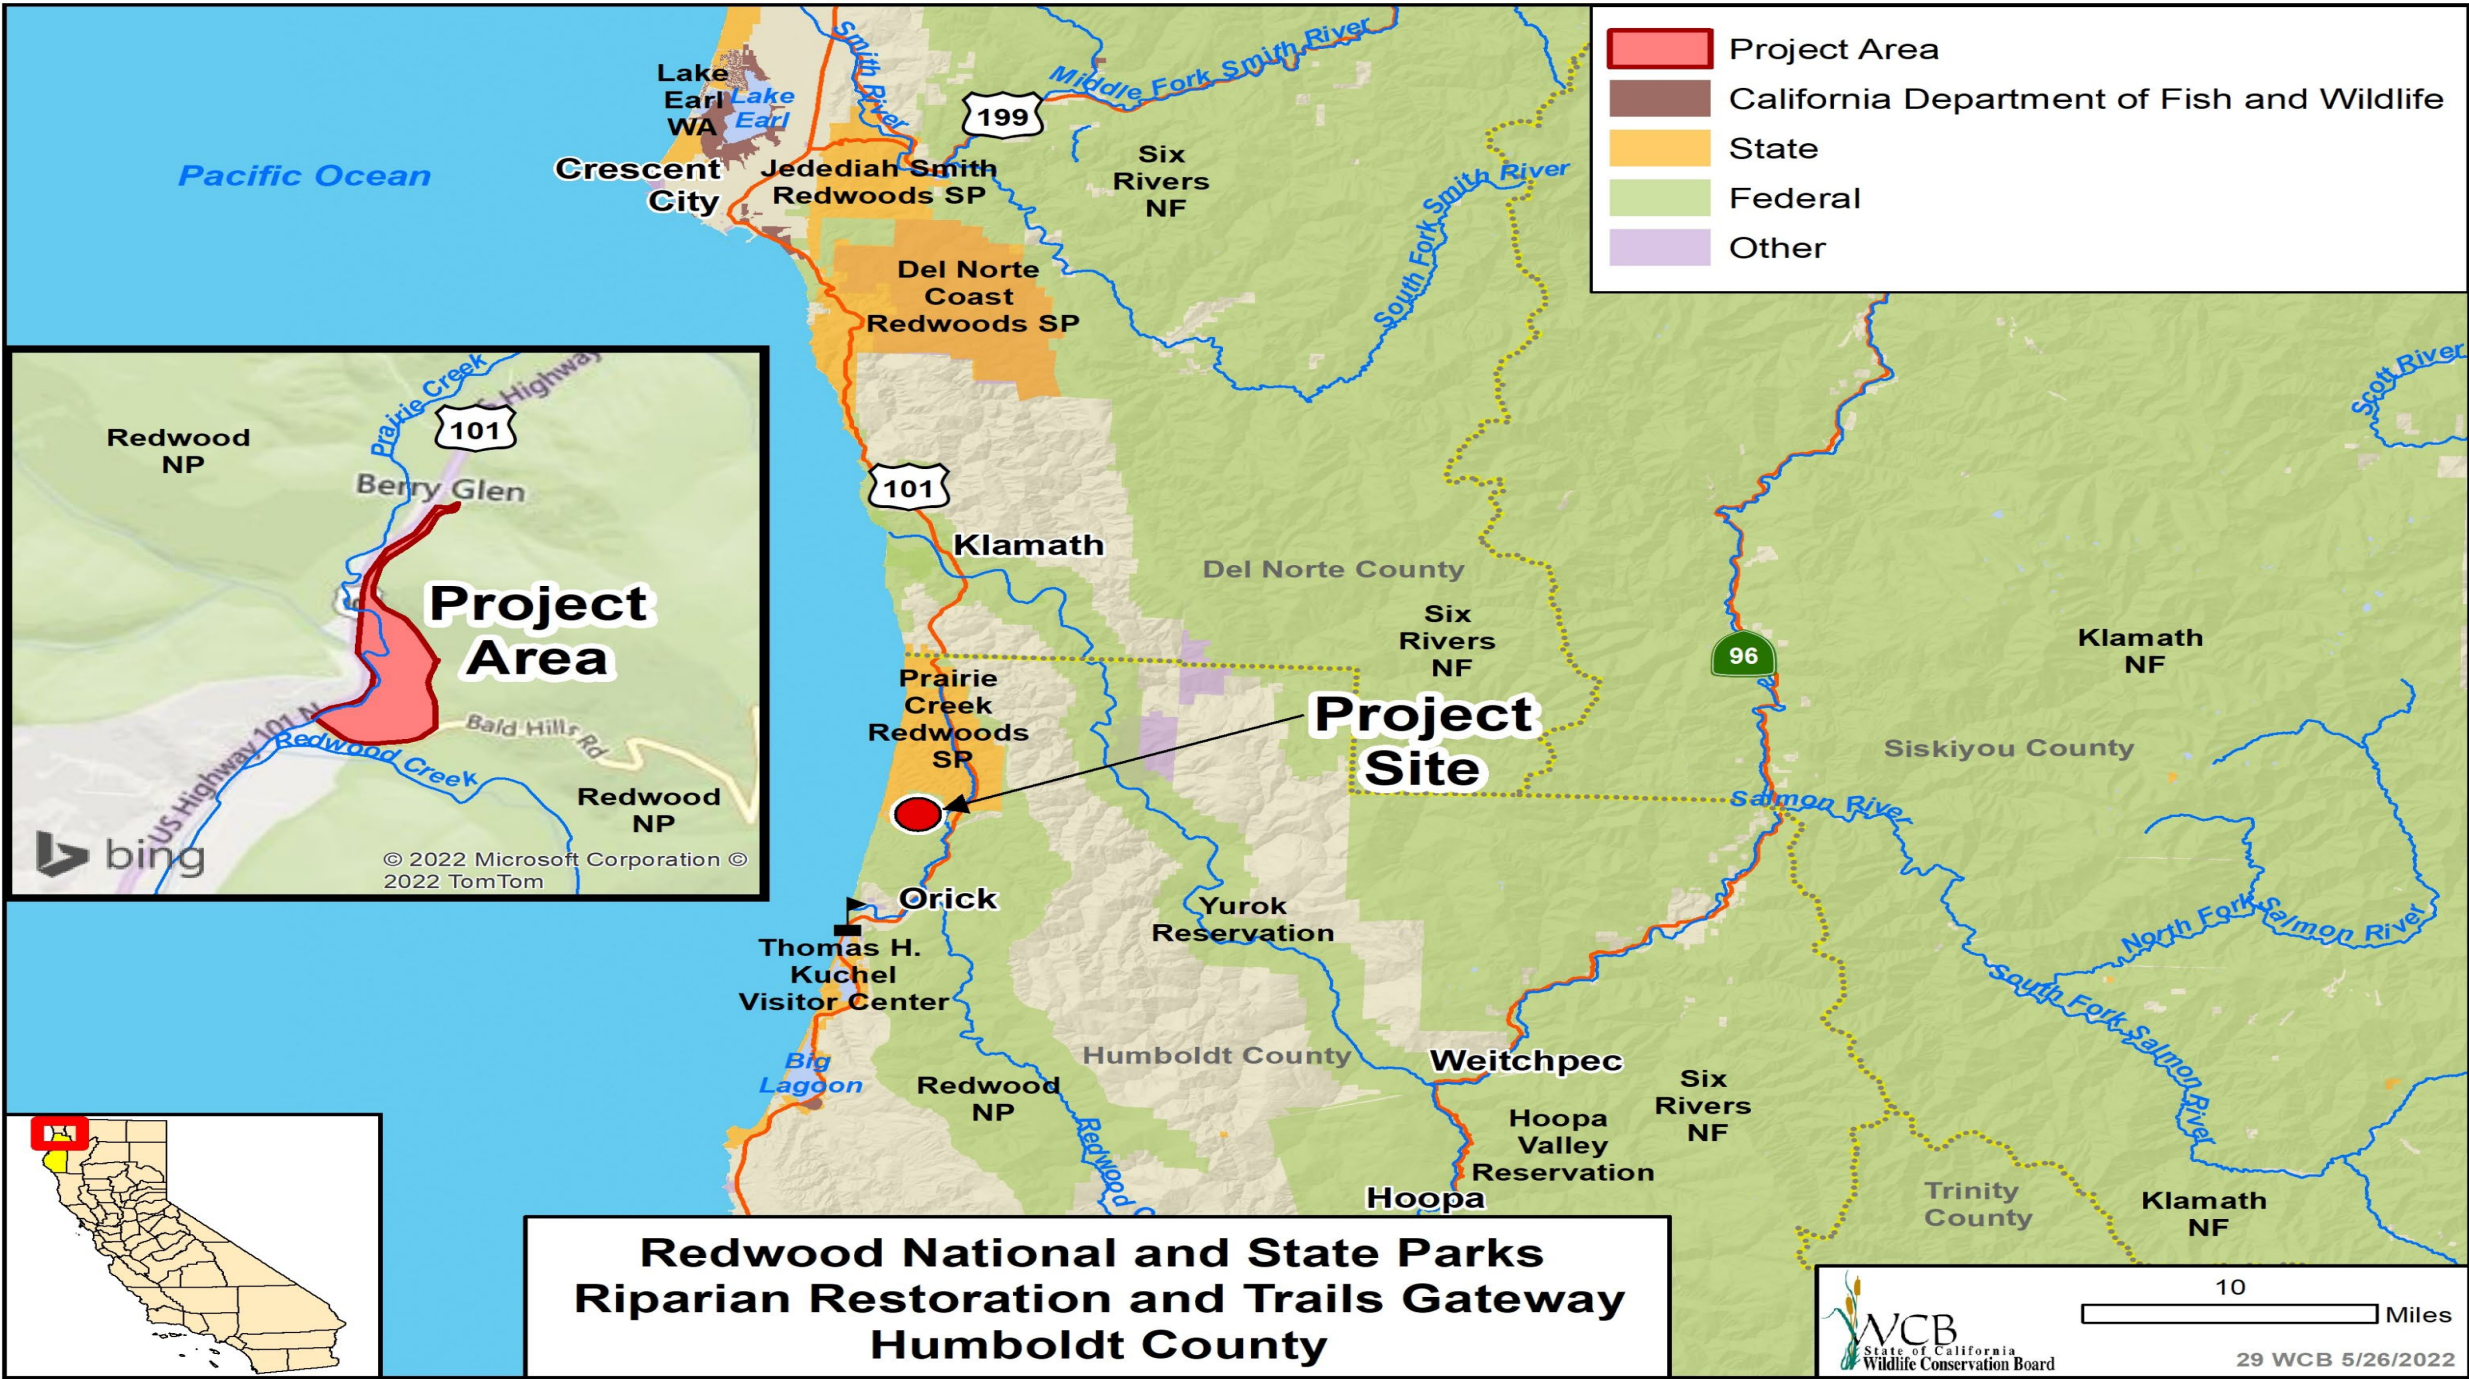 Project Area
California Department of Fish and Wildlife
State
Federal
Other
Pacific Ocean
Lake
Earl
WA
Lake
Earl
Crescent
City
Smith River
Jedediah Smith
Redwoods SP
199
Middle Fork Smith River
Six
Rivers
NF
South Fork Smith River
Del Norte
Coast
Redwoods SP
Scott River
101
Klamath
Del Norte County
Six
Rivers
NF
96
Klamath
NF
Siskiyou County
Prairie
Creek
Redwoods
SP
Project
Site
Salmon River
Orick
Yurok
Reservation
North Fork Salmon River
South Fork Salmon River
Thomas H.
Kuchel
Visitor Center
Big
Lagoon
Redwood
NP
Redwood C
Humboldt County
Weitchpec
Six
Rivers
NF
Hoopa
Valley
Reservation
Hoopa
Trinity
County
Klamath
NF
Redwood
NP
Prairie Creek
Highway
101
Berry Glen
Project
Area
US Highway 101 N
Redwood Creek
Bald Hills Rd
Redwood
NP
bing
© 2022 Microsoft Corporation ©
2022 TomTom
Redwood National and State Parks
Riparian Restoration and Trails Gateway
Humboldt County
WCB
State of California
Wildlife Conservation Board
10
Miles
29 WCB 5/26/2022